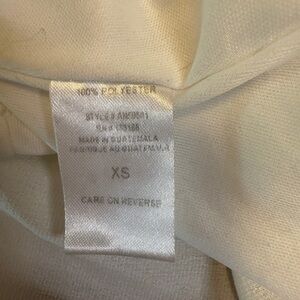 100% POLYESTER
STYLE #
RN #
MADE IN GUATEMALA
FABRIQUE AU GUATEMALA
XS
CARE ON REVERSE